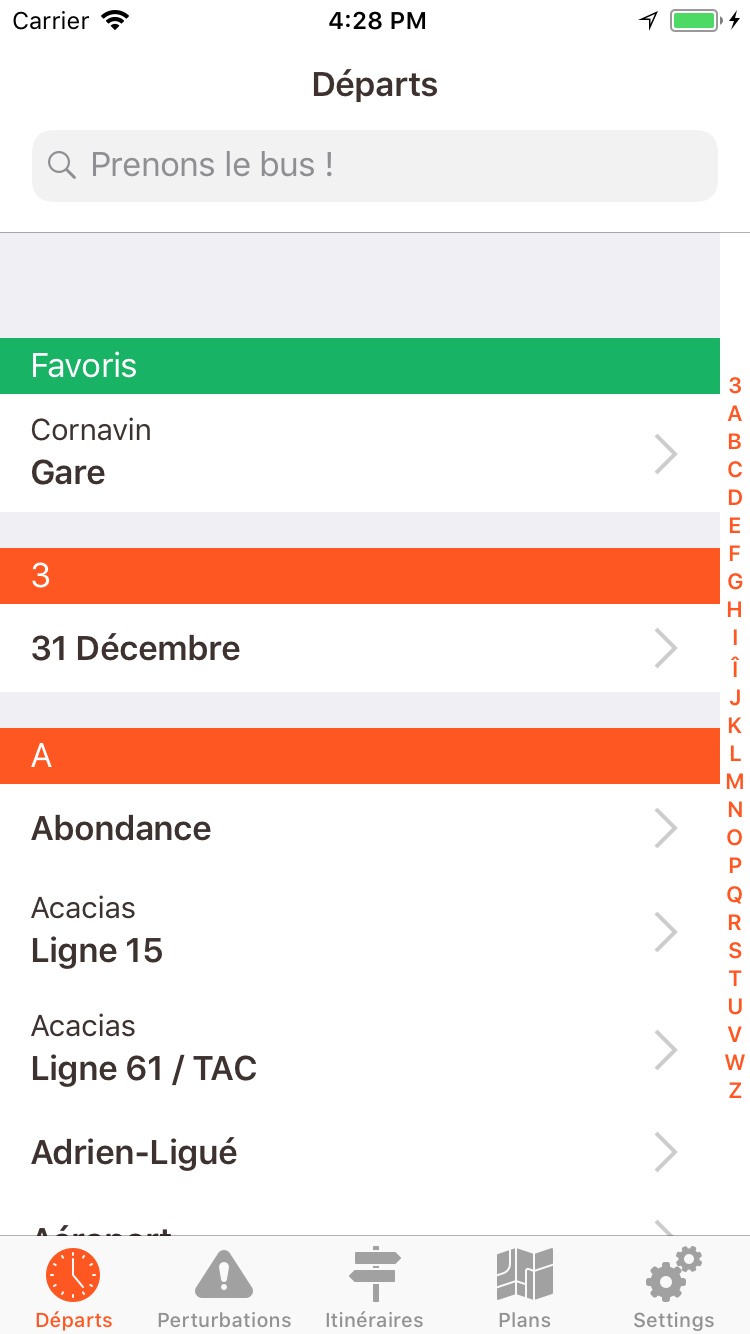 Carrier 4:28 PM
Départs
Prenons le bus !
Favoris
Cornavin
Gare
3
31 Décembre
A
Abondance
Acacias
Ligne 15
Acacias
Ligne 61 / TAC
Adrien-Ligué
Aéroport
3
A
B
C
D
E
F
G
H
I
Î
J
K
L
M
N
O
P
Q
R
S
T
U
V
W
Z
Départs Perturbations Itinéraires Plans Settings